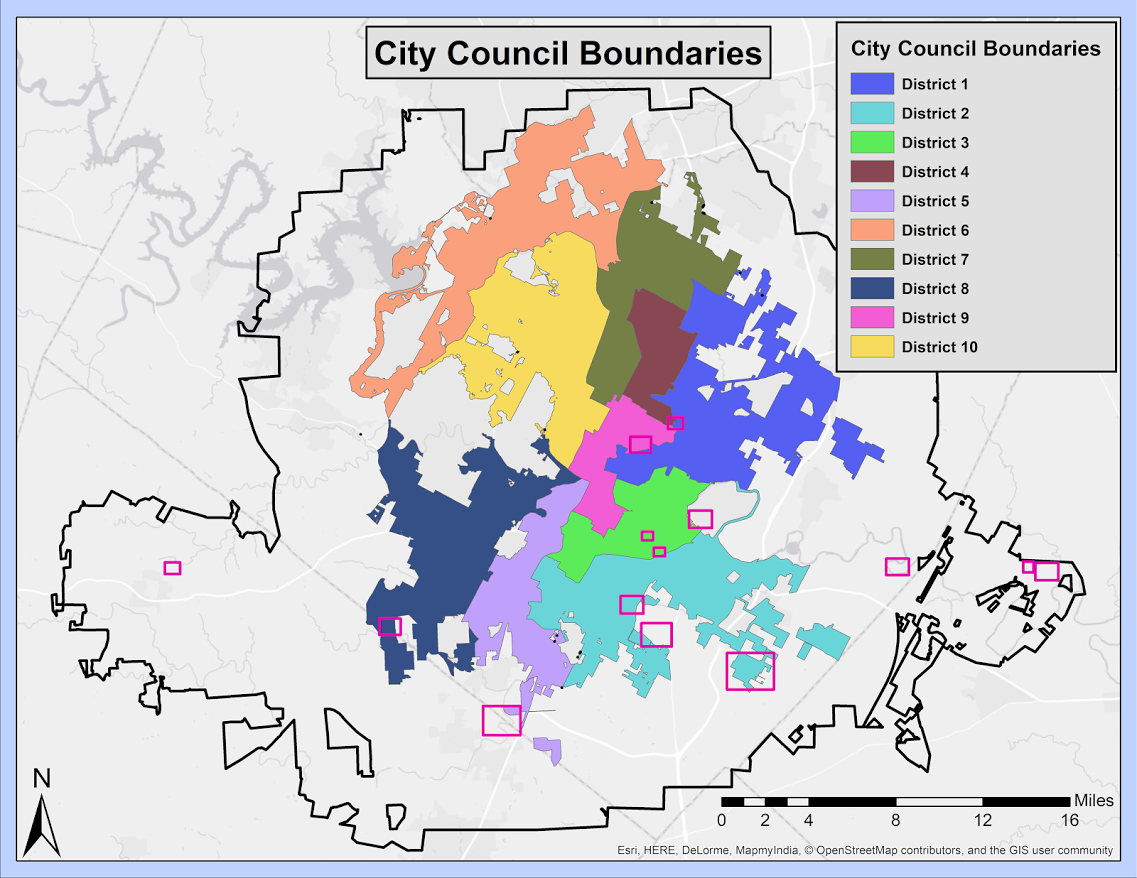 City Council Boundaries
City Council Boundaries
District 1
District 2
District 3
District 4
District 5
District 6
District 7
District 8
District 9
District 10
N
Miles
0 2 4 8 12 16
Esri, HERE, DeLorme, MapmyIndia, © OpenStreetMap contributors, and the GIS user community